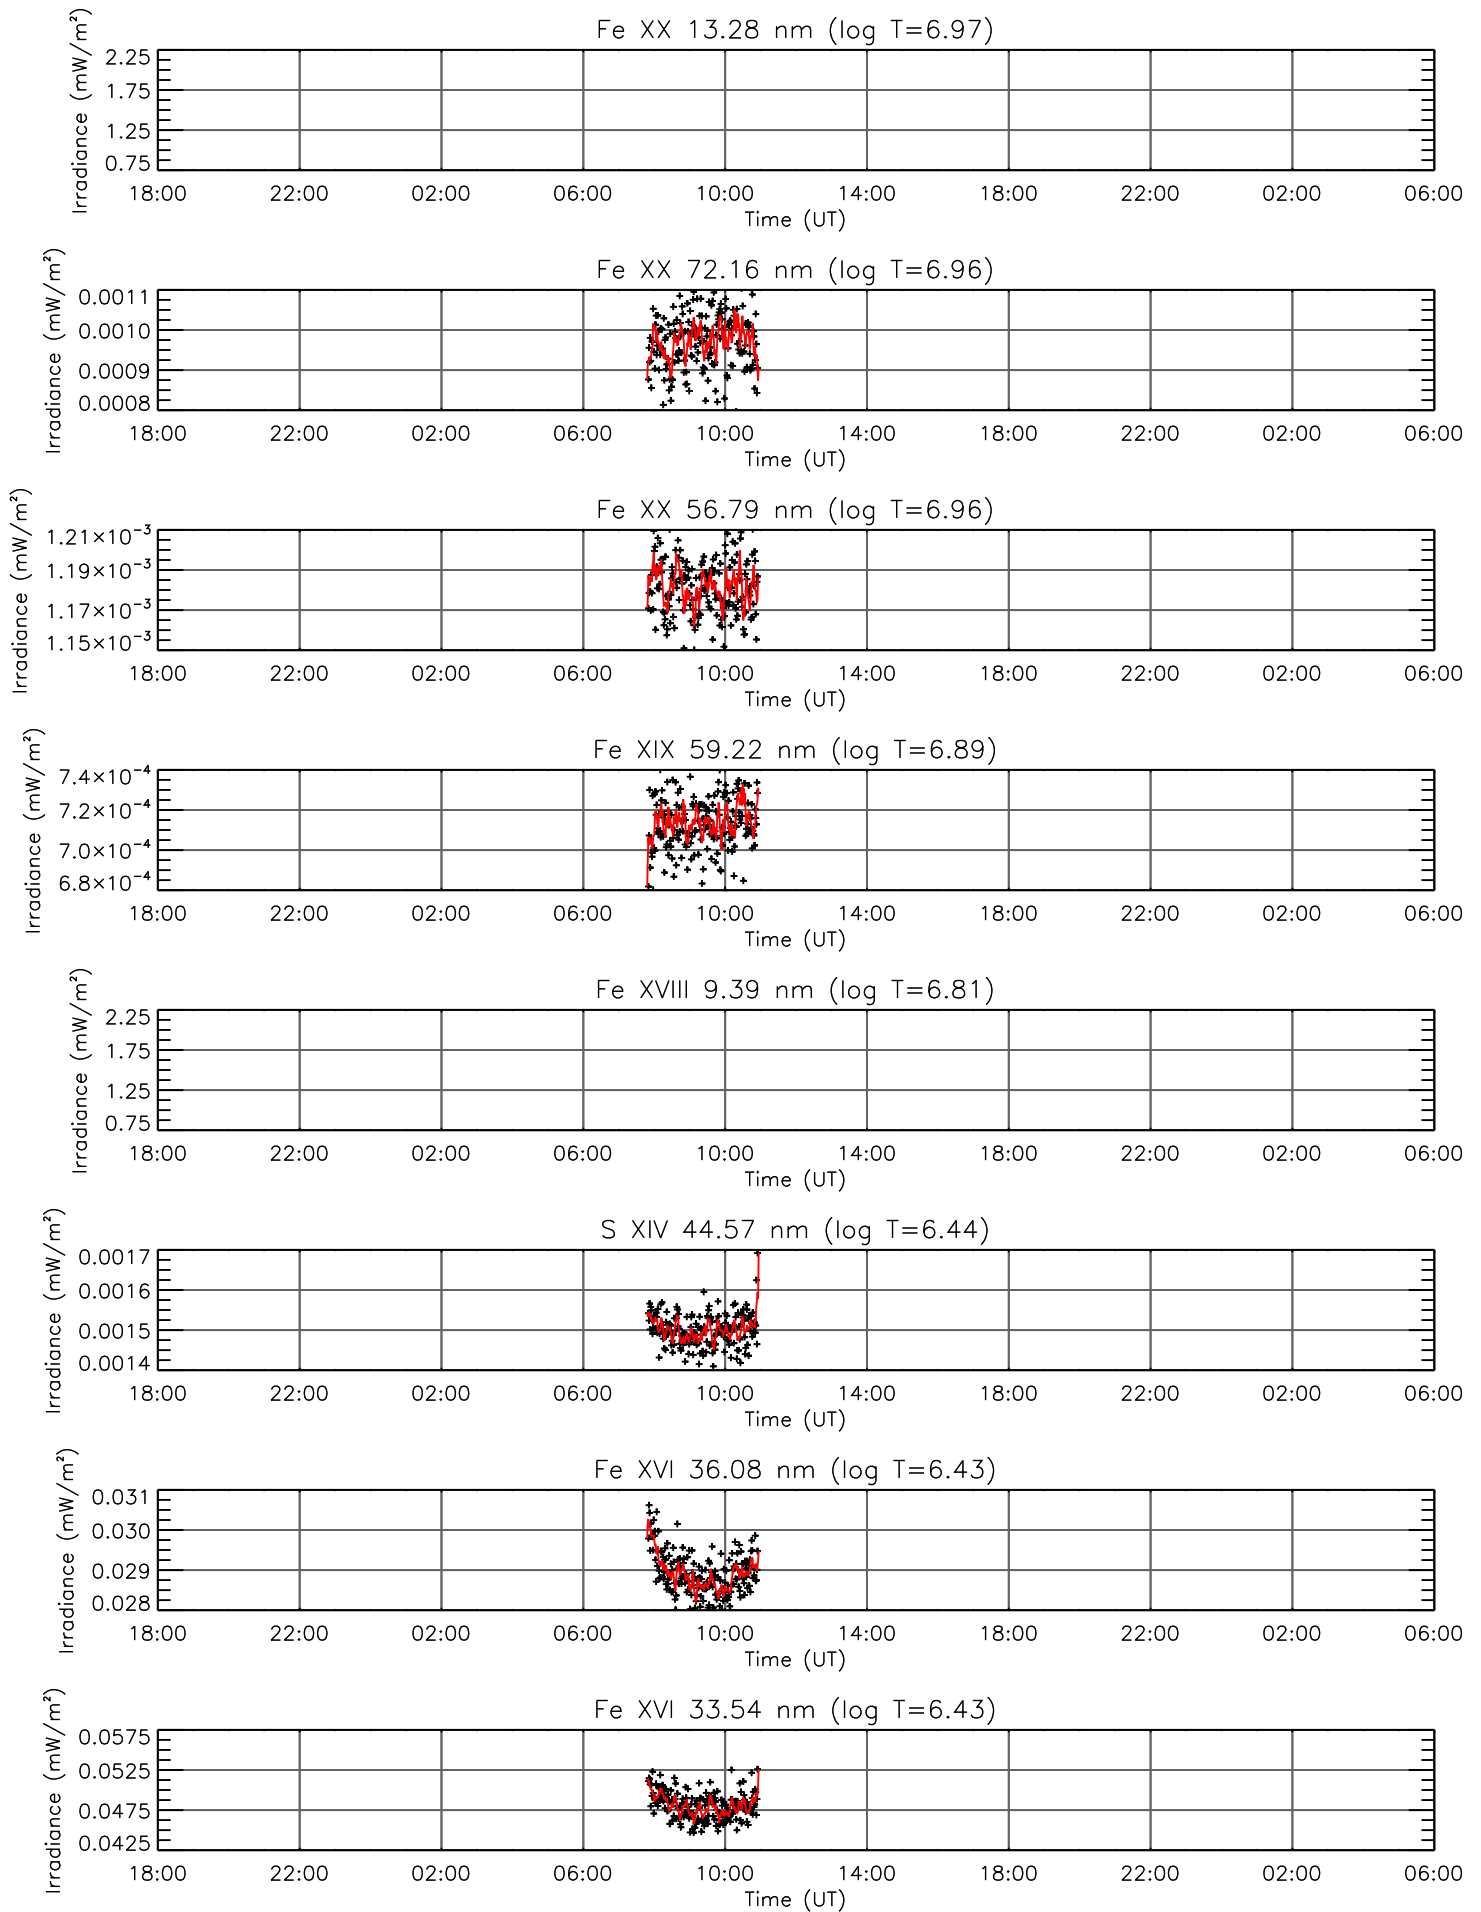 Fe XX 13.28 nm (log T=6.97)
Irradiance (mW/m²)
2.25
1.75
1.25
0.75
18:00 22:00 02:00 06:00 10:00 14:00 18:00 22:00 02:00 06:00
Time (UT)
Fe XX 72.16 nm (log T=6.96)
Irradiance (mW/m²)
0.0011
0.0010
0.0009
0.0008
18:00 22:00 02:00 06:00 10:00 14:00 18:00 22:00 02:00 06:00
Time (UT)
Fe XX 56.79 nm (log T=6.96)
Irradiance (mW/m²)
1.21×10⁻³
1.19×10⁻³
1.17×10⁻³
1.15×10⁻³
18:00 22:00 02:00 06:00 10:00 14:00 18:00 22:00 02:00 06:00
Time (UT)
Fe XIX 59.22 nm (log T=6.89)
Irradiance (mW/m²)
7.4×10⁻⁴
7.2×10⁻⁴
7.0×10⁻⁴
6.8×10⁻⁴
18:00 22:00 02:00 06:00 10:00 14:00 18:00 22:00 02:00 06:00
Time (UT)
Fe XVIII 9.39 nm (log T=6.81)
Irradiance (mW/m²)
2.25
1.75
1.25
0.75
18:00 22:00 02:00 06:00 10:00 14:00 18:00 22:00 02:00 06:00
Time (UT)
S XIV 44.57 nm (log T=6.44)
Irradiance (mW/m²)
0.0017
0.0016
0.0015
0.0014
18:00 22:00 02:00 06:00 10:00 14:00 18:00 22:00 02:00 06:00
Time (UT)
Fe XVI 36.08 nm (log T=6.43)
Irradiance (mW/m²)
0.031
0.030
0.029
0.028
18:00 22:00 02:00 06:00 10:00 14:00 18:00 22:00 02:00 06:00
Time (UT)
Fe XVI 33.54 nm (log T=6.43)
Irradiance (mW/m²)
0.0575
0.0525
0.0475
0.0425
18:00 22:00 02:00 06:00 10:00 14:00 18:00 22:00 02:00 06:00
Time (UT)